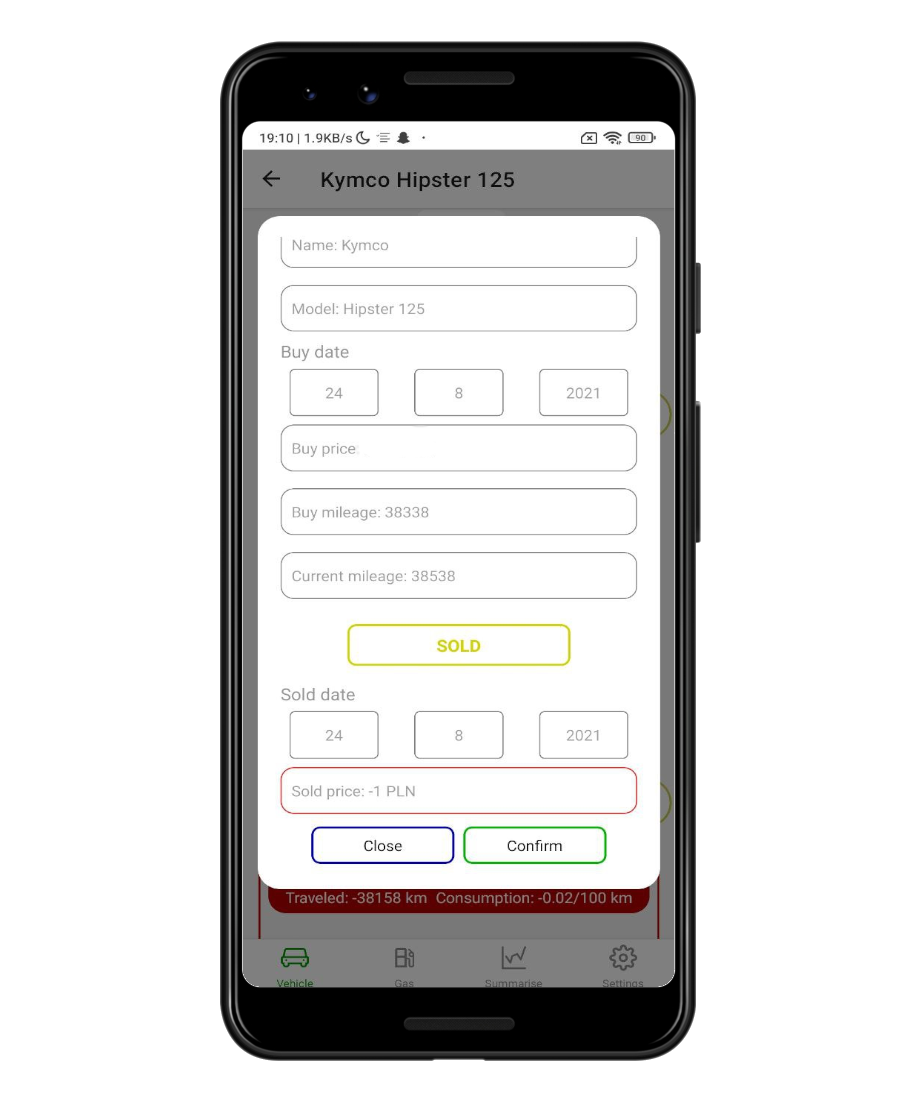 19:10 | 1.9KB/s
90
Kymco Hipster 125
Name: Kymco
Model: Hipster 125
Buy date
24 8 2021
Buy price
Buy mileage: 38338
Current mileage: 38538
SOLD
Sold date
24 8 2021
Sold price: -1 PLN
Close Confirm
Traveled: -38158 km Consumption: -0.02/100 km
Vehicle Gas Summarise Settings